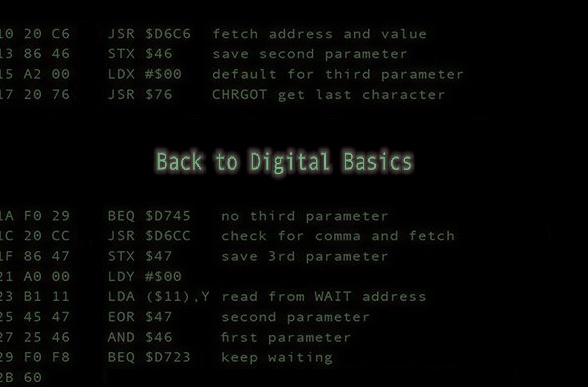 10 20 C6 JSR $D6C6 fetch address and value
13 86 46 STX $46 save second parameter
15 A2 00 LDX #$00 default for third parameter
17 20 76 JSR $76 CHRGOT get last character
Back to Digital Basics
1A F0 29 BEQ $D745 no third parameter
1C 20 CC JSR $D6CC check for comma and fetch
1F 86 47 STX $47 save 3rd parameter
21 A0 00 LDY #$00
23 B1 11 LDA ($11),Y read from WAIT address
25 45 47 EOR $47 second parameter
27 25 46 AND $46 first parameter
29 F0 F8 BEQ $D723 keep waiting
2B 60